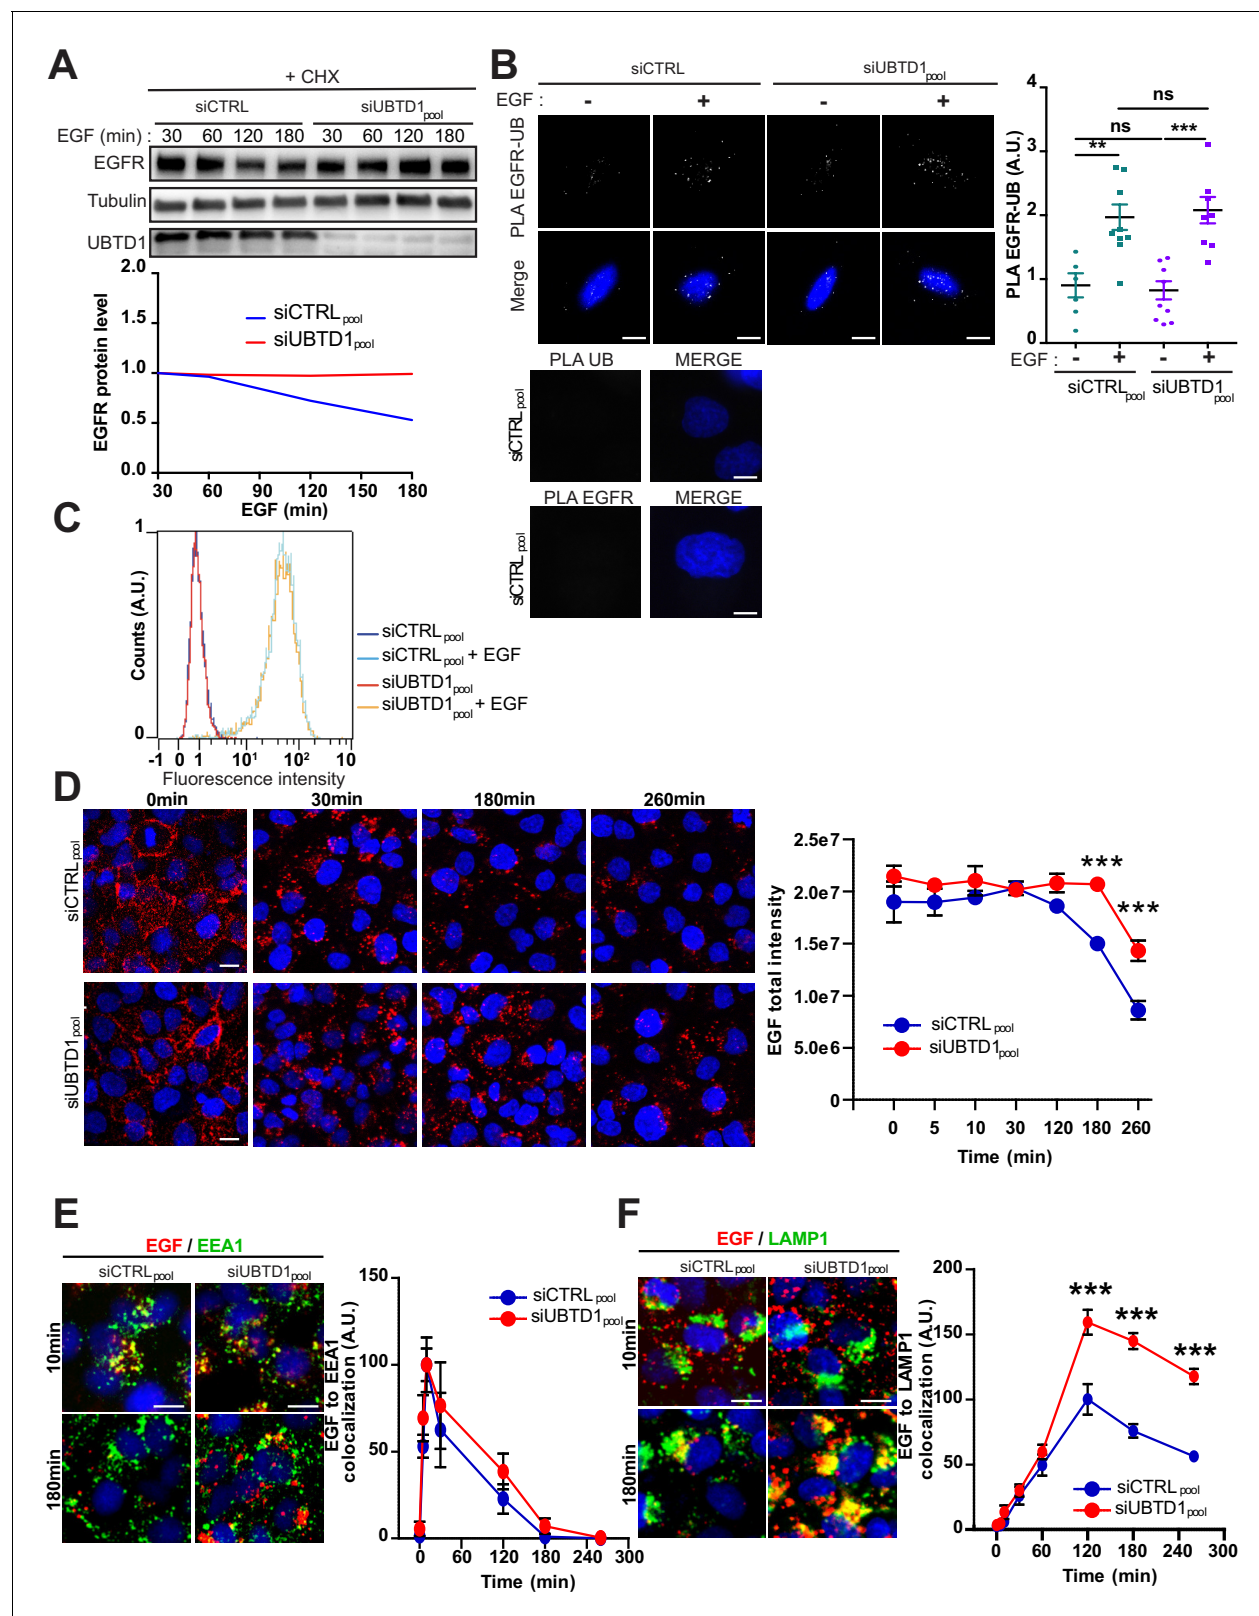 A
+ CHX
siCTRL siUBTD1pool
EGF (min) : 30 60 120 180 30 60 120 180
EGFR
Tubulin
UBTD1
2.0
1.5
1.0
0.5
0.0
EGFR protein level
siCTRLpool
siUBTD1pool
30 60 90 120 150 180
EGF (min)
B
siCTRL siUBTD1pool
EGF : - + - +
PLA EGFR-UB
Merge
PLA UB MERGE
siCTRLpool
PLA EGFR MERGE
siCTRLpool
PLA EGFR-UB (A.U.)
4
3
2
1
0
ns
ns ***
**
EGF : - + - +
siCTRLpool siUBTD1pool
C
1
Counts (A.U.)
0
-1 0 1 10¹ 10² 10
Fluorescence intensity
siCTRLpool
siCTRLpool + EGF
siUBTD1pool
siUBTD1pool + EGF
D
0min 30min 180min 260min
siCTRLpool
siUBTD1pool
EGF total intensity
2.5e7
2.0e7
1.5e7
1.0e7
5.0e6
0
***
***
siCTRLpool
siUBTD1pool
0 5 10 30 120 180 260
Time (min)
E
EGF / EEA1
siCTRLpool siUBTD1pool
10min
180min
EGF to EEA1
colocalization (A.U.)
150
100
50
0
siCTRLpool
siUBTD1pool
0 60 120 180 240 300
Time (min)
F
EGF / LAMP1
siCTRLpool siUBTD1pool
10min
180min
EGF to LAMP1
colocalization (A.U.)
200
150
100
50
0
***
***
***
siCTRLpool
siUBTD1pool
0 60 120 180 240 300
Time (min)